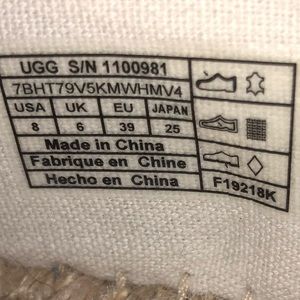 UGG S/N 1100981
7BHT79V5KMWHMV4
USA UK EU JAPAN
8 6 39 25
Made in China
Fabriqué en Chine
Hecho en China
F19218K